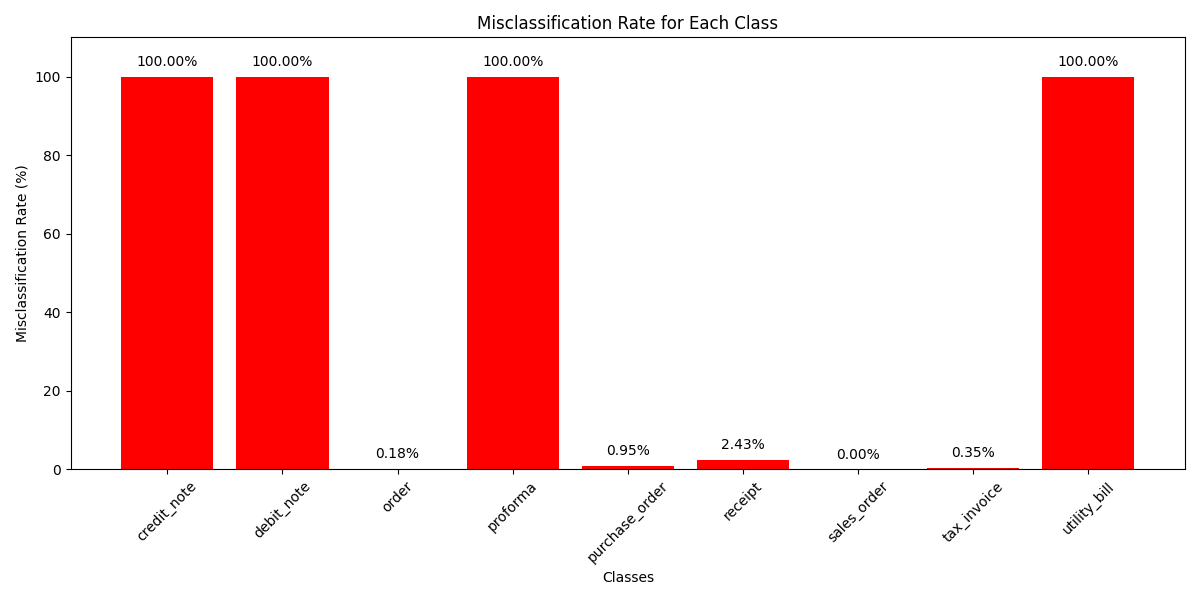 Misclassification Rate for Each Class
Misclassification Rate (%)
100
80
60
40
20
0
100.00%
100.00%
0.18%
100.00%
0.95%
2.43%
0.00%
0.35%
100.00%
credit_note
debit_note
order
proforma
purchase_order
receipt
sales_order
tax_invoice
utility_bill
Classes